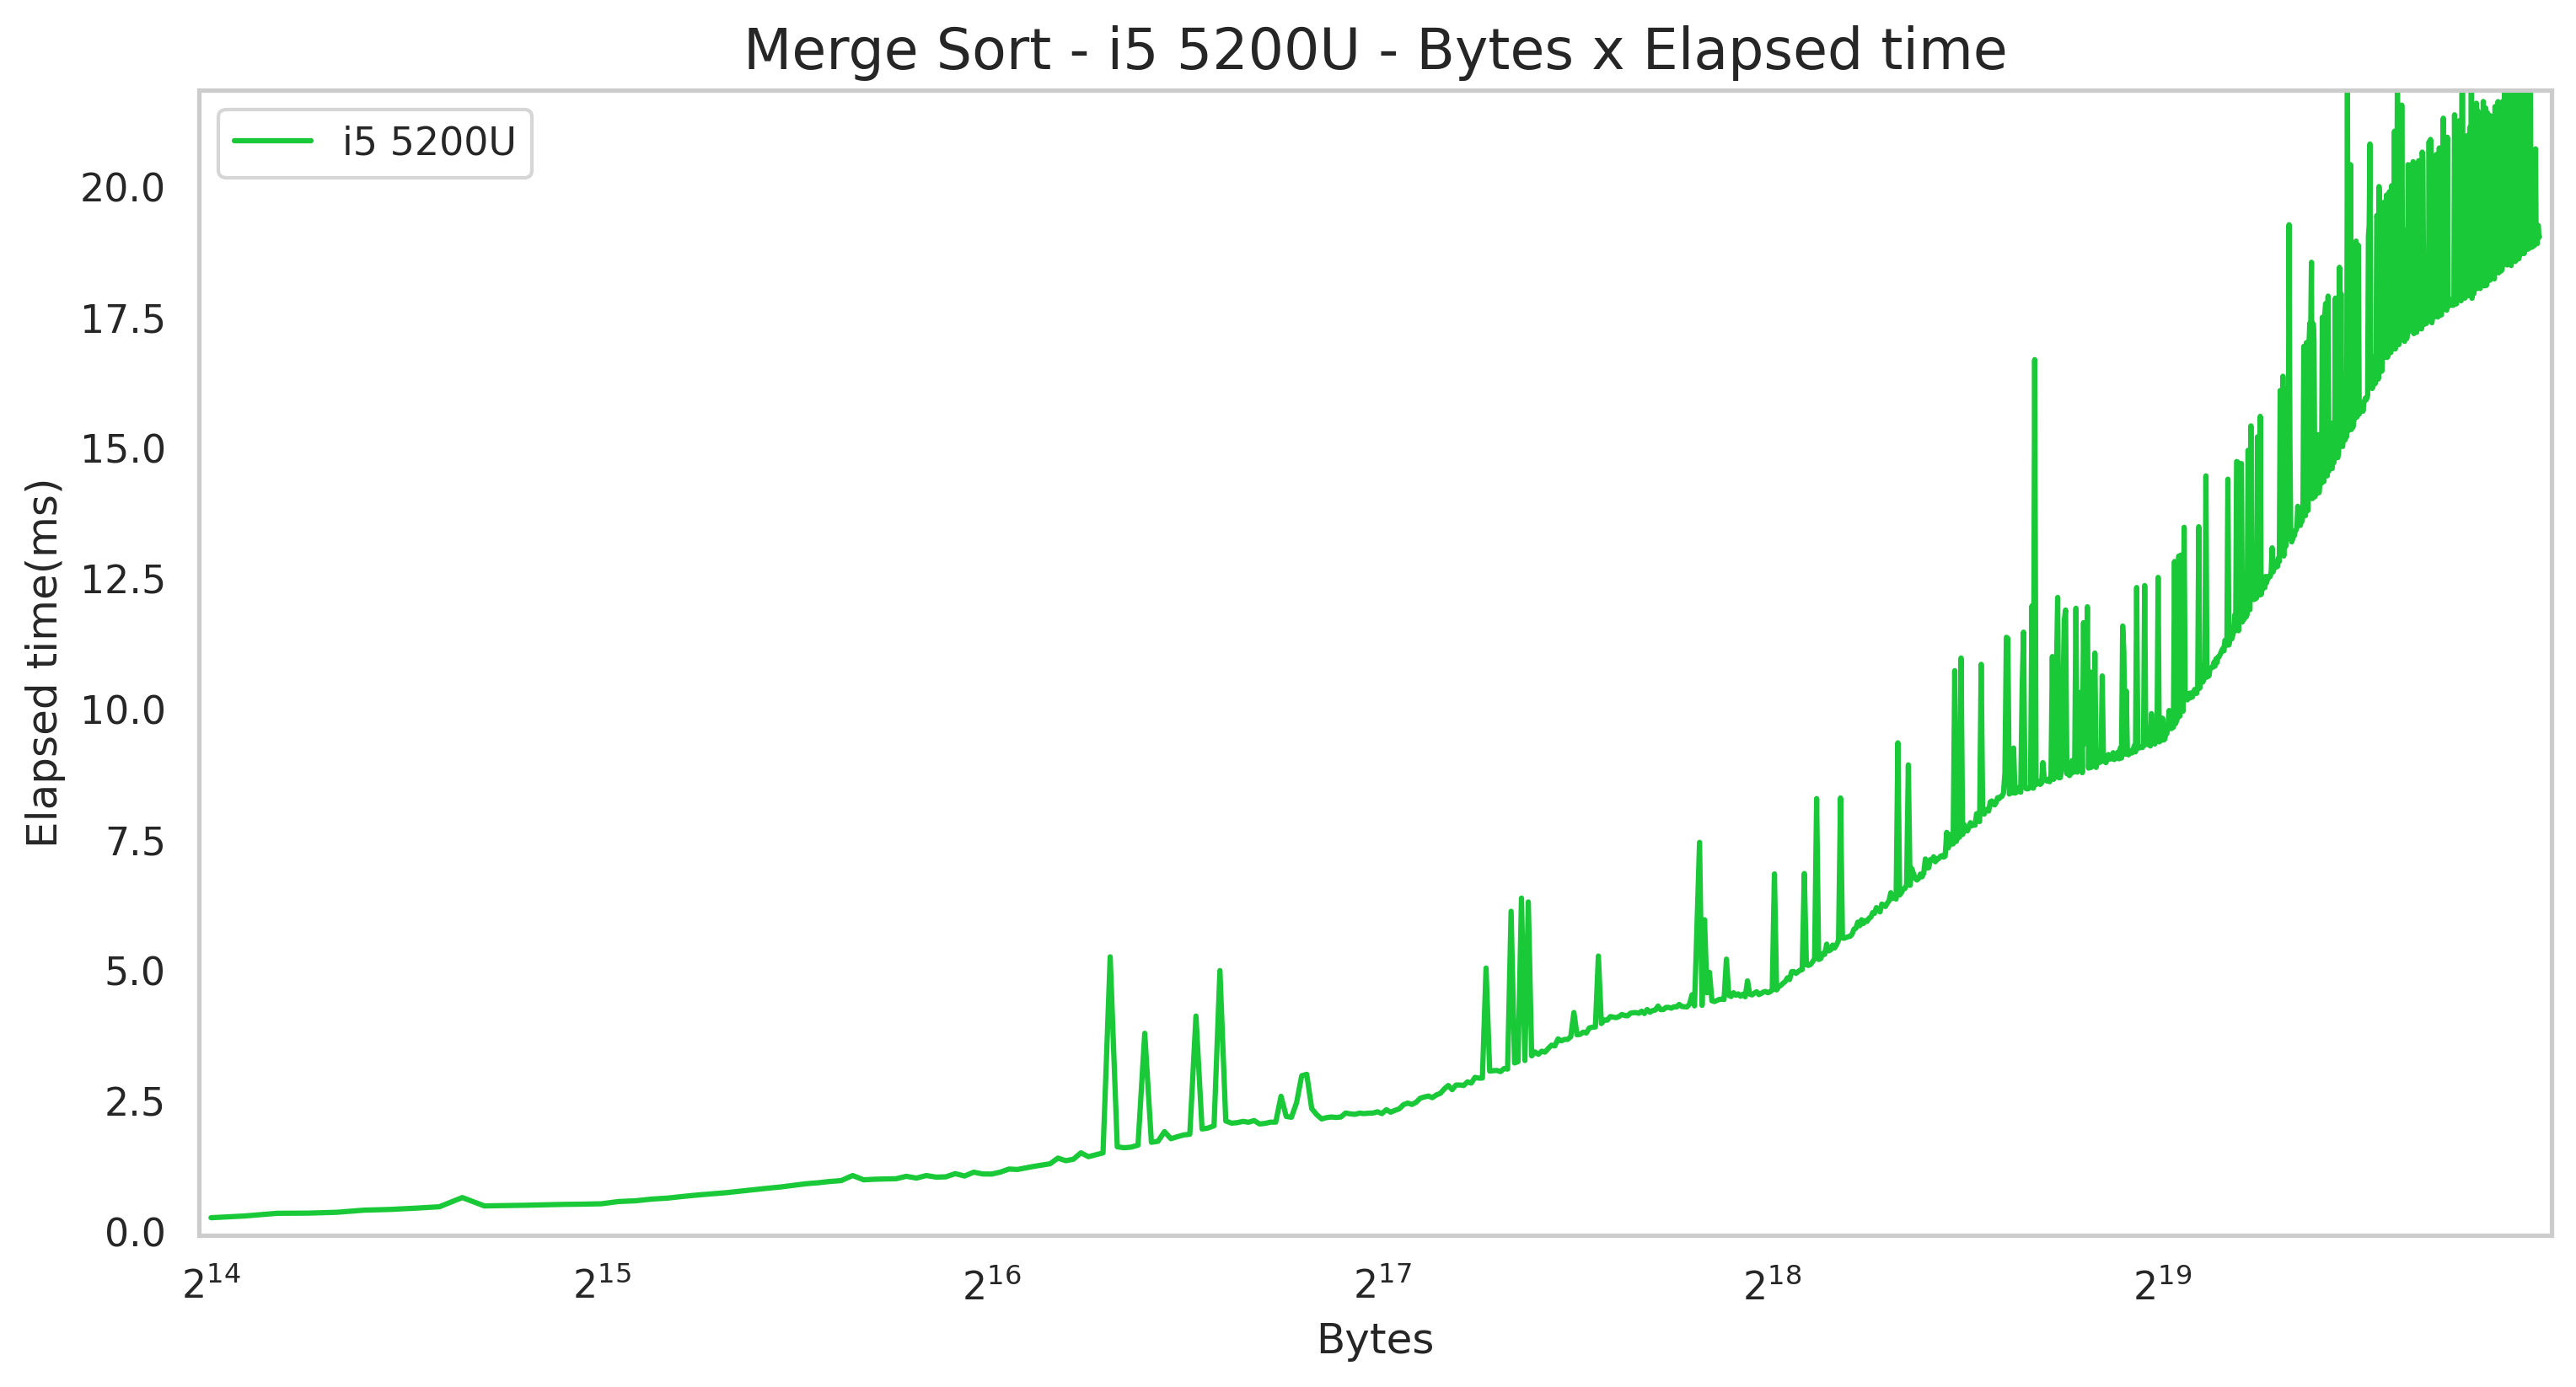 Merge Sort - i5 5200U - Bytes x Elapsed time
i5 5200U
Elapsed time(ms)
20.0
17.5
15.0
12.5
10.0
7.5
5.0
2.5
0.0
2^14 2^15 2^16 2^17 2^18 2^19
Bytes